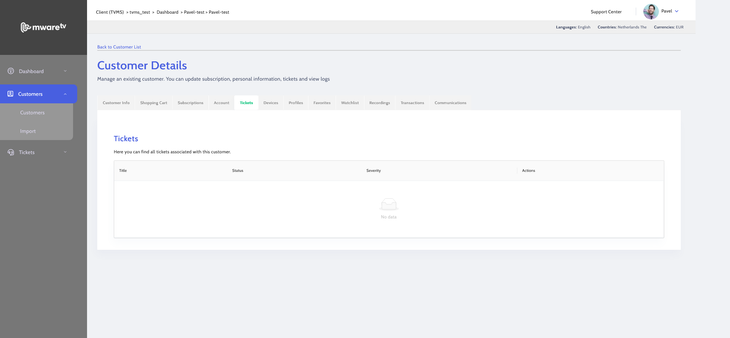 mwaretv
Client (TVMS) > tvms_test > Dashboard > Pavel-test > Pavel-test
Support Center
Pavel
Languages: English Countries: Netherlands The Currencies: EUR
Dashboard
Customers
Customers
Import
Tickets
Back to Customer List
Customer Details
Manage an existing customer. You can update subscription, personal information, tickets and view logs
Customer Info Shopping Cart Subscriptions Account Tickets Devices Profiles Favorites Watchlist Recordings Transactions Communications
Tickets
Here you can find all tickets associated with this customer.
Title Status Severity Actions
No data